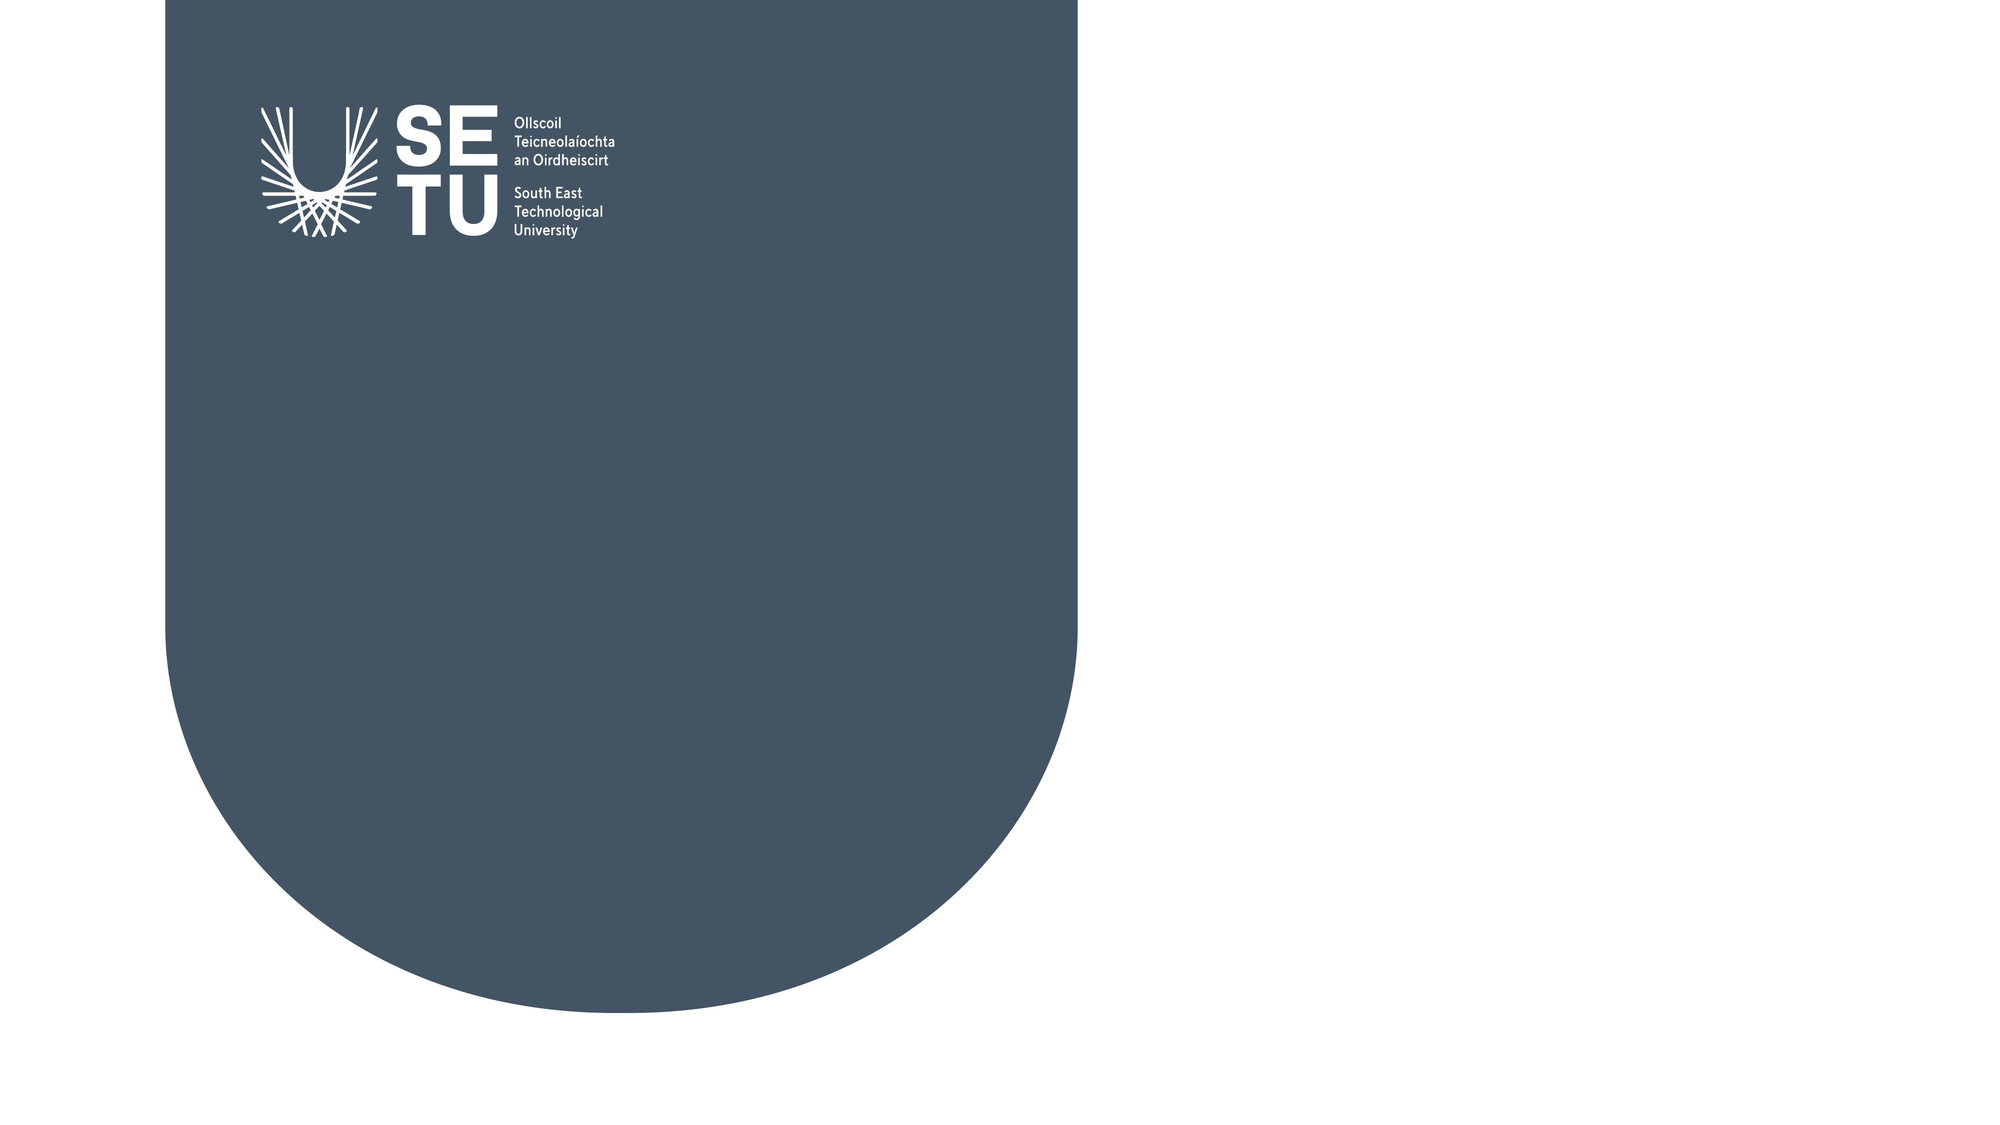 SE
TU
Ollscoil
Teicneolaíochta
an Oirdheiscirt
South East
Technological
University